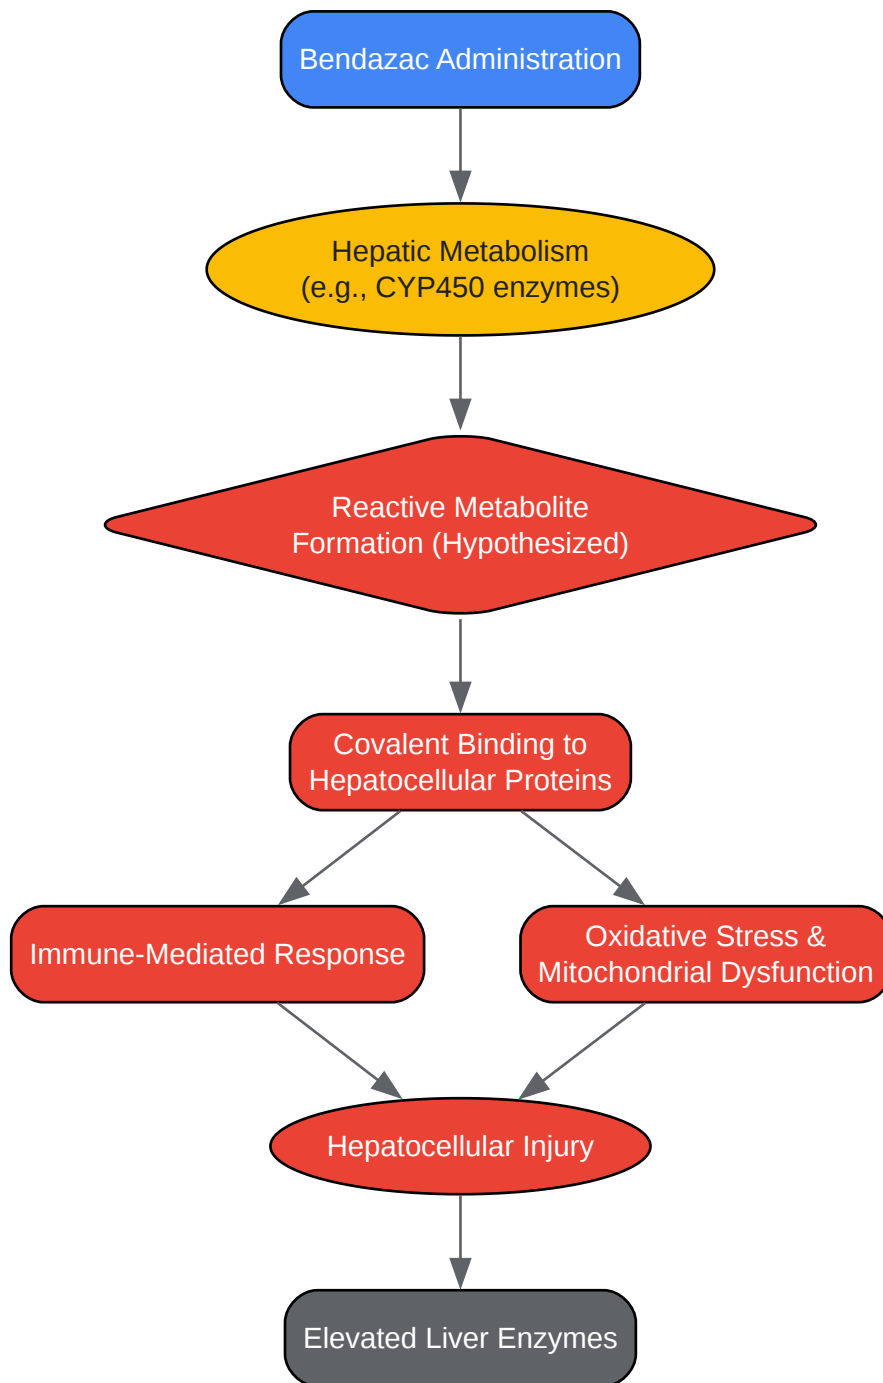 Bendazac Administration
Hepatic Metabolism
(e.g., CYP450 enzymes)
Reactive Metabolite
Formation (Hypothesized)
Covalent Binding to
Hepatocellular Proteins
Immune-Mediated Response
Oxidative Stress &
Mitochondrial Dysfunction
Hepatocellular Injury
Elevated Liver Enzymes